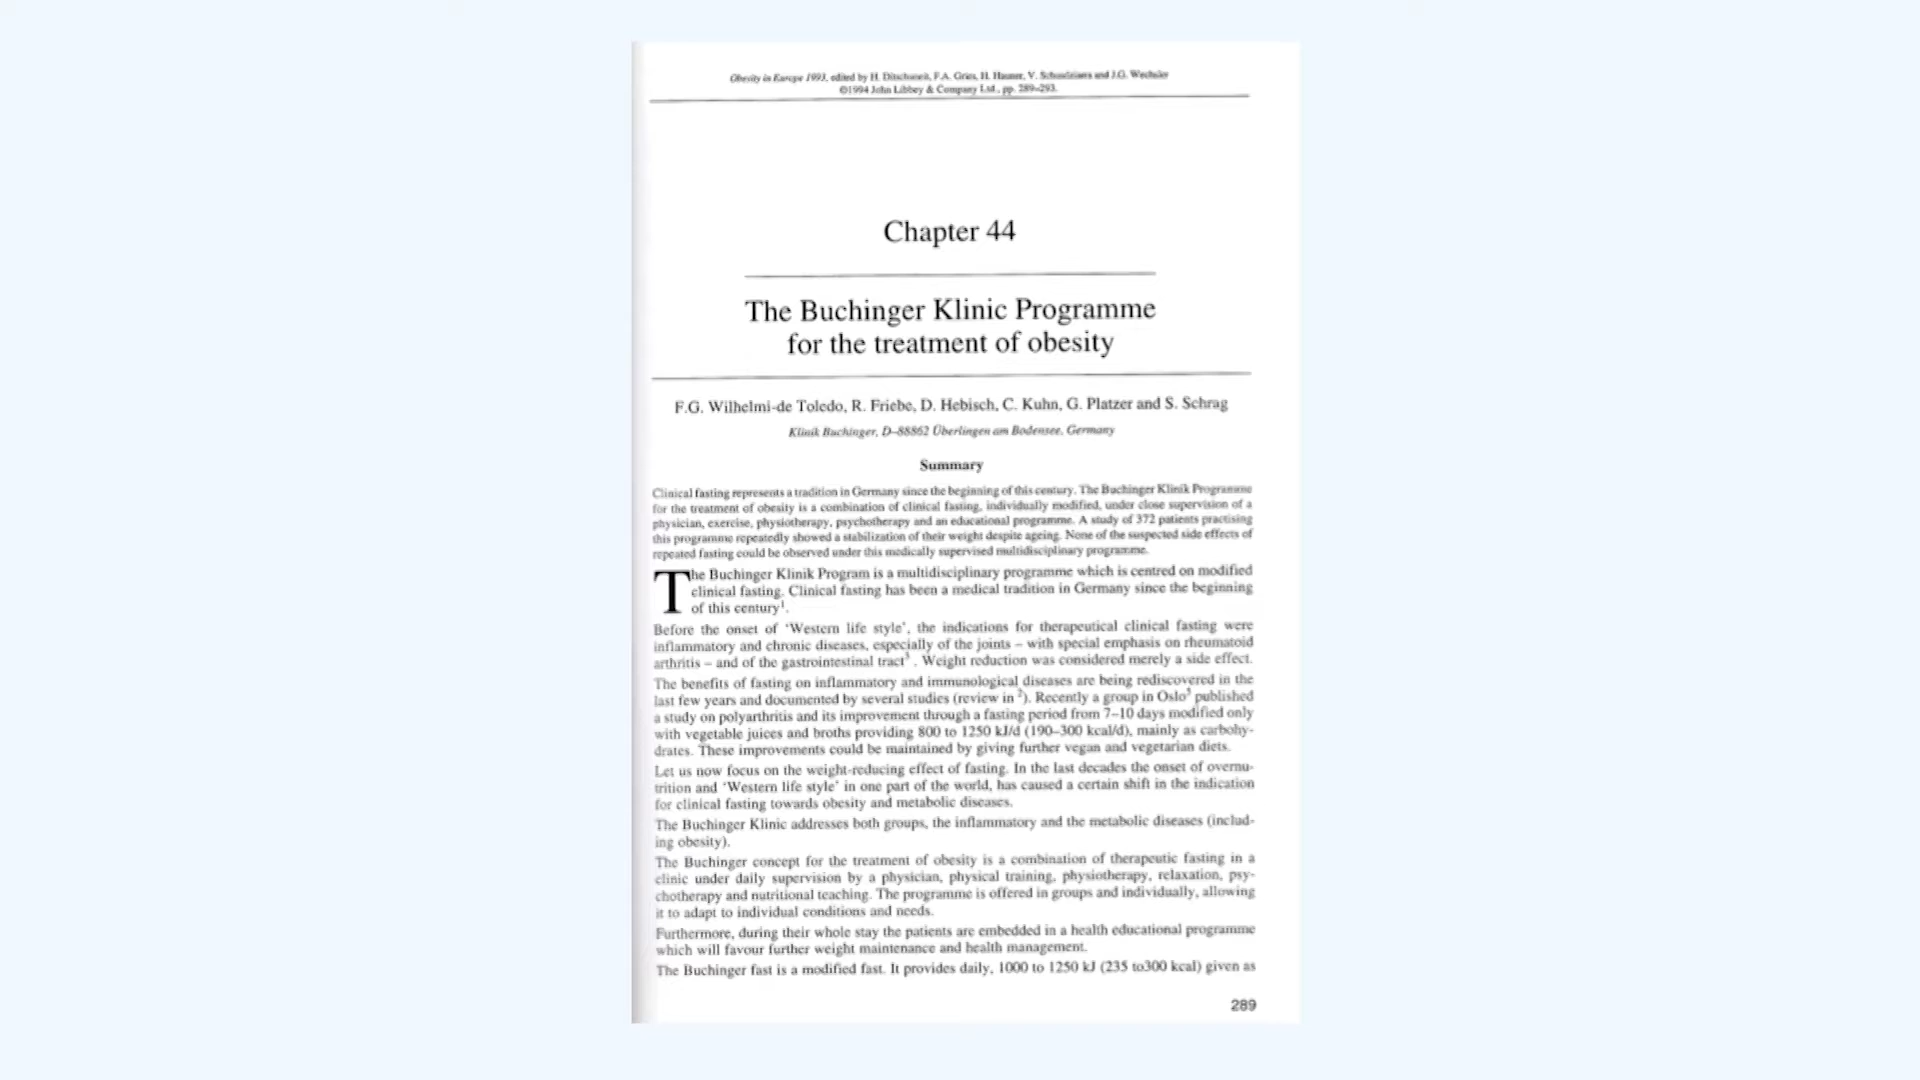 Obesity in Europe 1993, edited by H. Ditschuneit, F.A. Gries, H. Hauner, V. Schusdziarra and J.G. Wechsler
©1994 John Libbey & Company Ltd., pp. 289–293.
Chapter 44
The Buchinger Klinic Programme
for the treatment of obesity
F.G. Wilhelmi-de Toledo, R. Friebe, D. Hebisch, C. Kuhn, G. Platzer and S. Schrag
Klinik Buchinger, D–88862 Überlingen am Bodensee, Germany
Summary
Clinical fasting represents a tradition in Germany since the beginning of this century. The Buchinger Klinik Programme
for the treatment of obesity is a combination of clinical fasting, individually modified, under close supervision of a
physician, exercise, physiotherapy, psychotherapy and an educational programme. A study of 372 patients practising
this programme repeatedly showed a stabilization of their weight despite ageing. None of the suspected side effects of
repeated fasting could be observed under this medically supervised multidisciplinary programme.
The Buchinger Klinik Program is a multidisciplinary programme which is centred on modified
clinical fasting. Clinical fasting has been a medical tradition in Germany since the beginning
of this century¹.
Before the onset of ‘Western life style’, the indications for therapeutical clinical fasting were
inflammatory and chronic diseases, especially of the joints – with special emphasis on rheumatoid
arthritis – and of the gastrointestinal tract³ . Weight reduction was considered merely a side effect.
The benefits of fasting on inflammatory and immunological diseases are being rediscovered in the
last few years and documented by several studies (review in ²). Recently a group in Oslo³ published
a study on polyarthritis and its improvement through a fasting period from 7–10 days modified only
with vegetable juices and broths providing 800 to 1250 kJ/d (190–300 kcal/d), mainly as carbohy-
drates. These improvements could be maintained by giving further vegan and vegetarian diets.
Let us now focus on the weight-reducing effect of fasting. In the last decades the onset of overnu-
trition and ‘Western life style’ in one part of the world, has caused a certain shift in the indication
for clinical fasting towards obesity and metabolic diseases.
The Buchinger Klinic addresses both groups, the inflammatory and the metabolic diseases (includ-
ing obesity).
The Buchinger concept for the treatment of obesity is a combination of therapeutic fasting in a
clinic under daily supervision by a physician, physical training, physiotherapy, relaxation, psy-
chotherapy and nutritional teaching. The programme is offered in groups and individually, allowing
it to adapt to individual conditions and needs.
Furthermore, during their whole stay the patients are embedded in a health educational programme
which will favour further weight maintenance and health management.
The Buchinger fast is a modified fast. It provides daily, 1000 to 1250 kJ (235 to300 kcal) given as
289